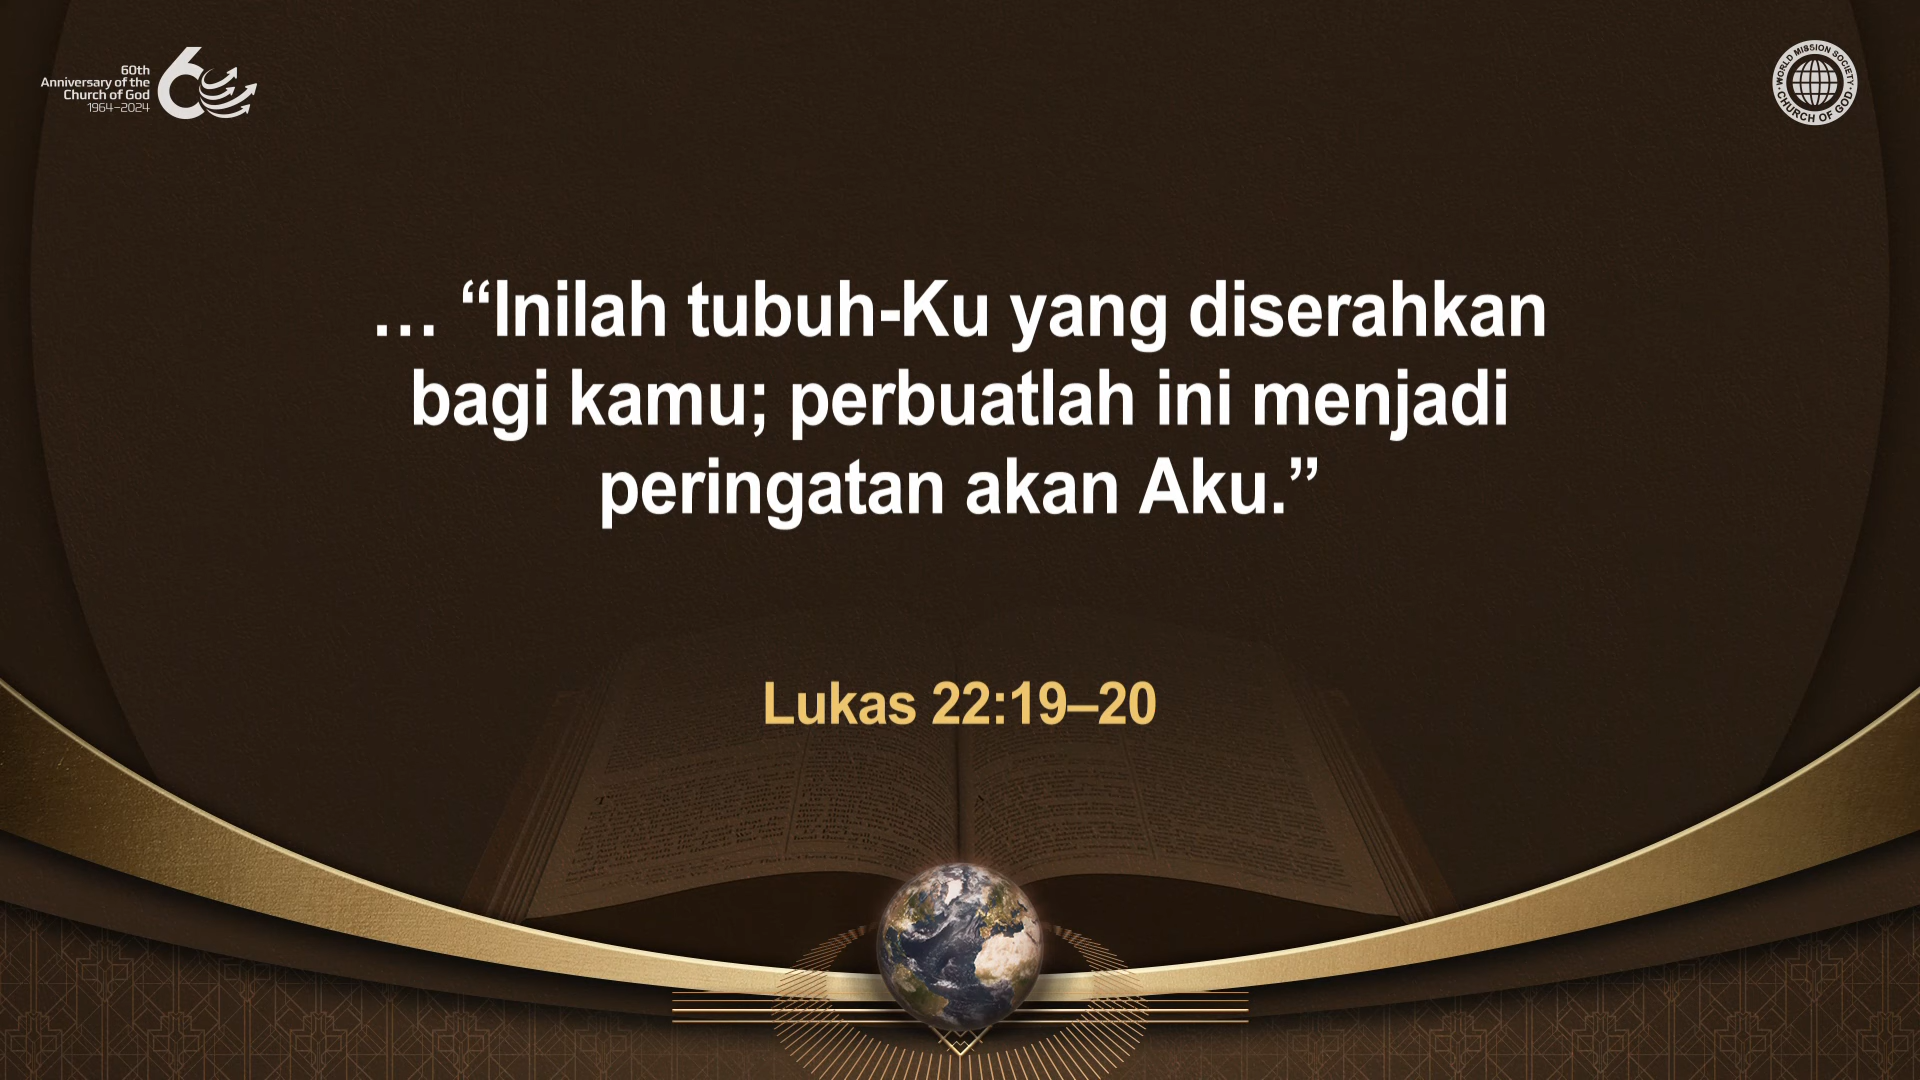 60th
Anniversary of the
Church of God
1964–2024
WORLD MISSION SOCIETY
CHURCH OF GOD
… “Inilah tubuh-Ku yang diserahkan
bagi kamu; perbuatlah ini menjadi
peringatan akan Aku.”
Lukas 22:19–20